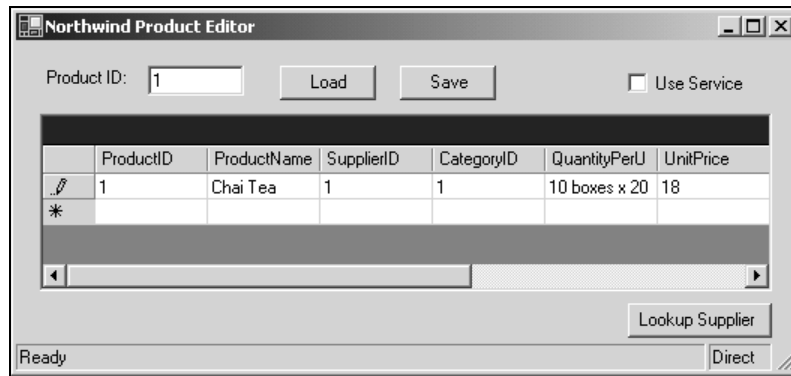 Northwind Product Editor
Product ID: 1 Load Save Use Service
ProductID ProductName SupplierID CategoryID QuantityPerU UnitPrice
1 Chai Tea 1 1 10 boxes x 20 18
Lookup Supplier
Ready Direct